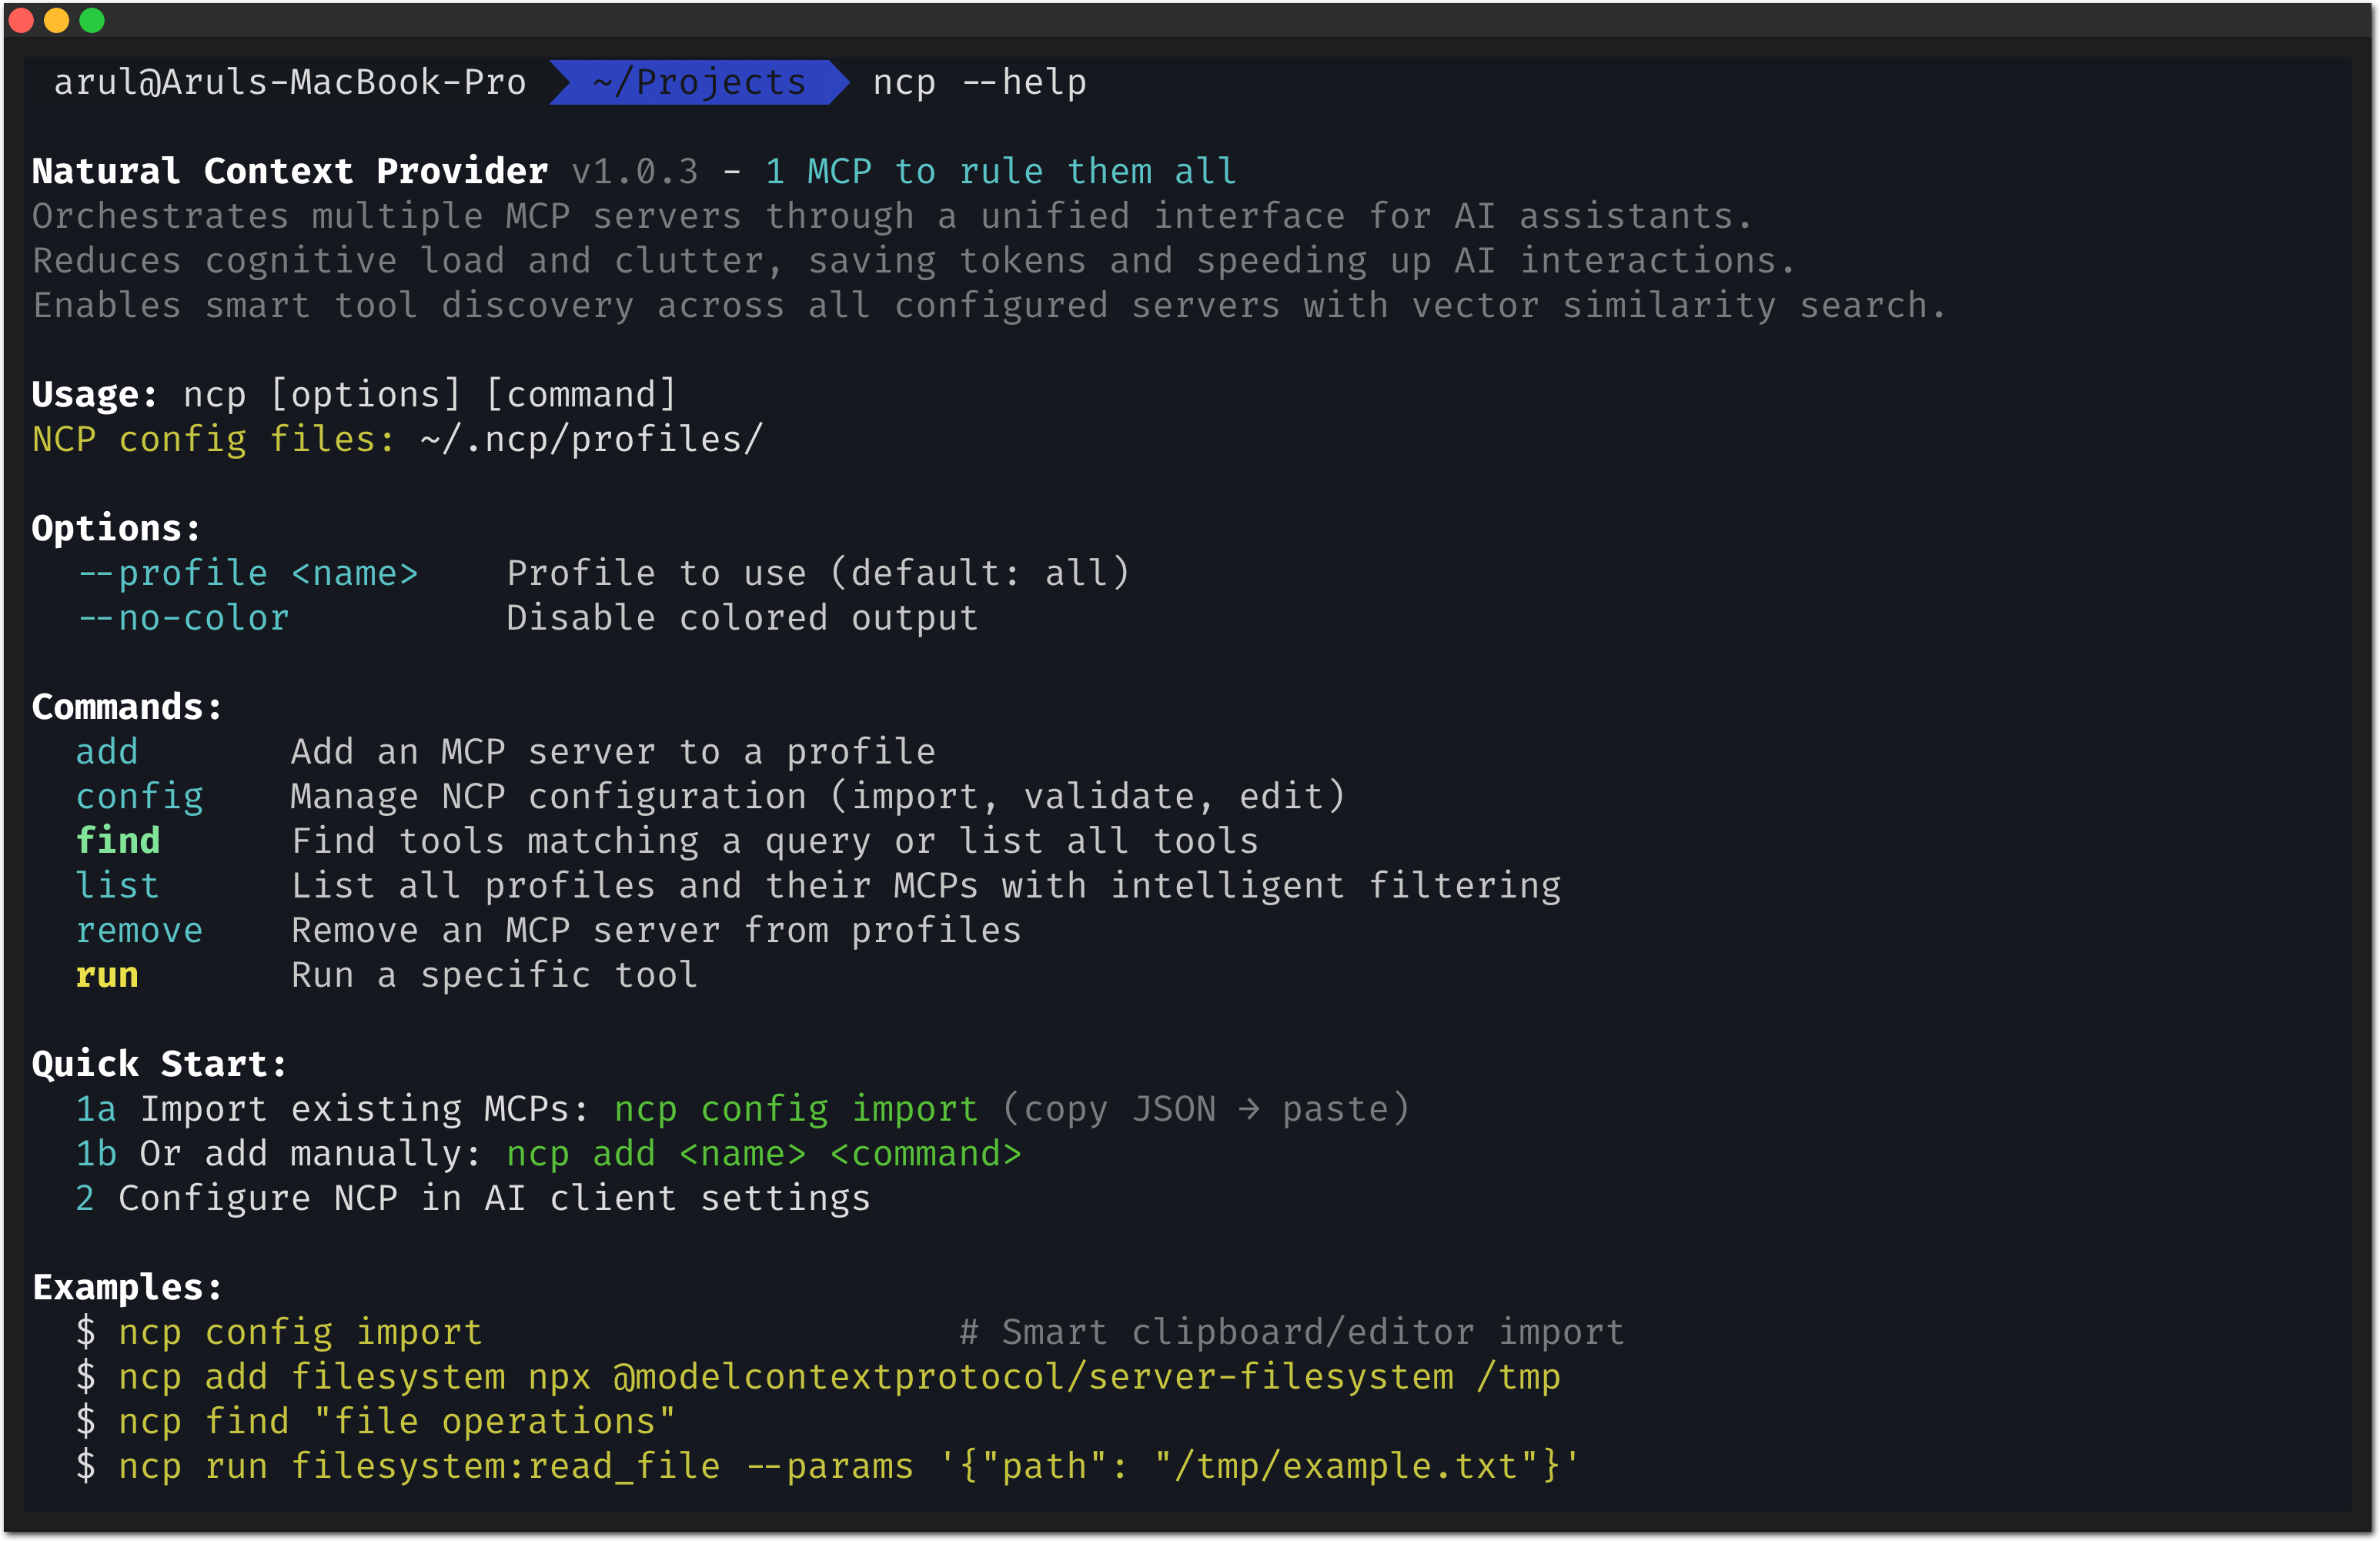 arul@Aruls-MacBook-Pro ~/Projects ncp --help
Natural Context Provider v1.0.3 - 1 MCP to rule them all
Orchestrates multiple MCP servers through a unified interface for AI assistants.
Reduces cognitive load and clutter, saving tokens and speeding up AI interactions.
Enables smart tool discovery across all configured servers with vector similarity search.
Usage: ncp [options] [command]
NCP config files: ~/.ncp/profiles/
Options:
--profile <name>    Profile to use (default: all)
--no-color          Disable colored output
Commands:
add       Add an MCP server to a profile
config    Manage NCP configuration (import, validate, edit)
find      Find tools matching a query or list all tools
list      List all profiles and their MCPs with intelligent filtering
remove    Remove an MCP server from profiles
run       Run a specific tool
Quick Start:
1a Import existing MCPs: ncp config import (copy JSON → paste)
1b Or add manually: ncp add <name> <command>
2 Configure NCP in AI client settings
Examples:
$ ncp config import                      # Smart clipboard/editor import
$ ncp add filesystem npx @modelcontextprotocol/server-filesystem /tmp
$ ncp find "file operations"
$ ncp run filesystem:read_file --params '{"path": "/tmp/example.txt"}'